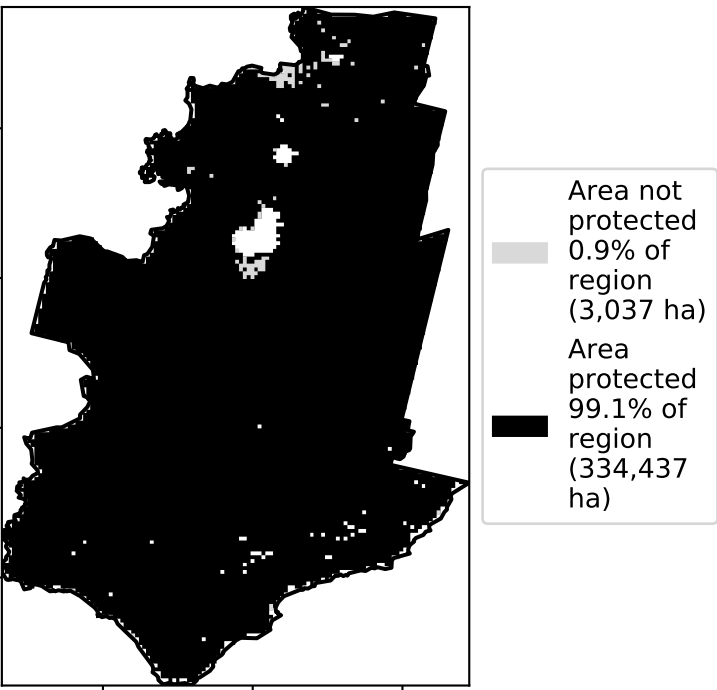 Area not
protected
0.9% of
region
(3,037 ha)
Area
protected
99.1% of
region
(334,437
ha)